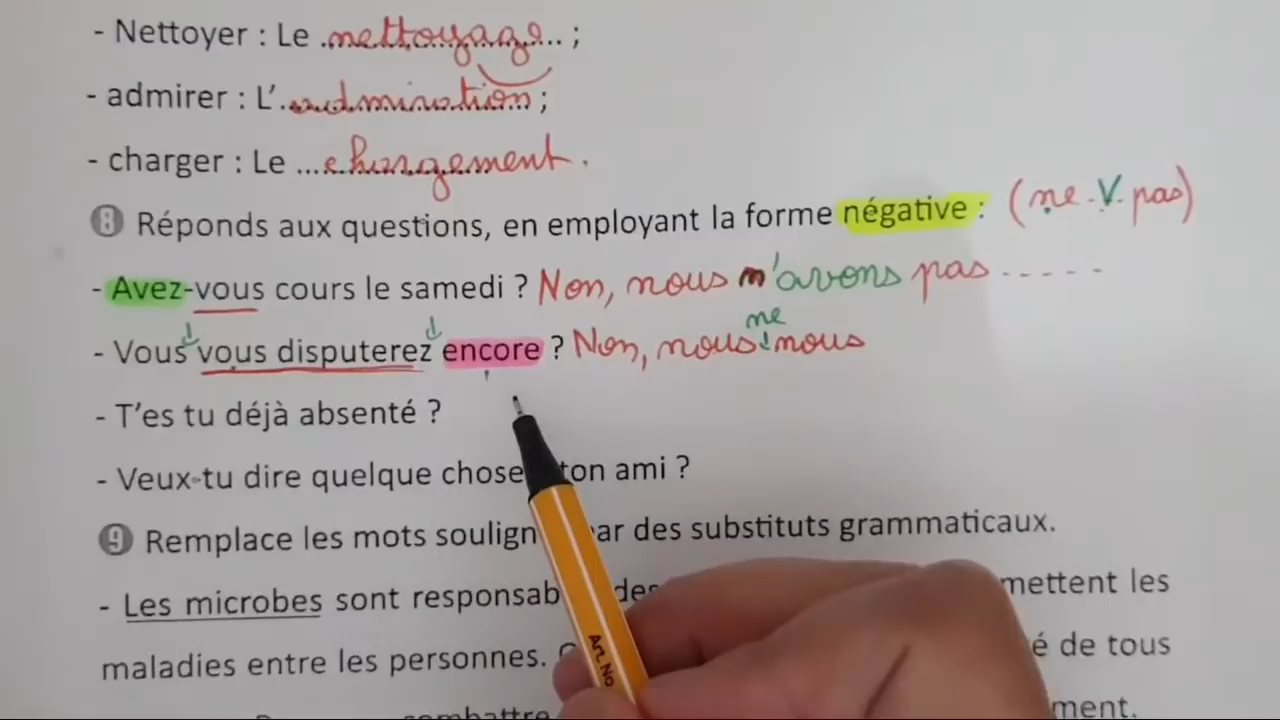 - Nettoyer : Le nettoyage ;
- admirer : L' admiration ;
- charger : Le chargement.
8 Réponds aux questions, en employant la forme négative : (ne V pas)
- Avez-vous cours le samedi ? Non, nous n'avons pas -----
- Vous vous disputerez encore ? Non, nous ne nous
- T'es tu déjà absenté ?
- Veux-tu dire quelque chose ton ami ?
9 Remplace les mots par des substituts grammaticaux.
- Les microbes sont des mettent les
maladies entre les personnes. de tous
combattre